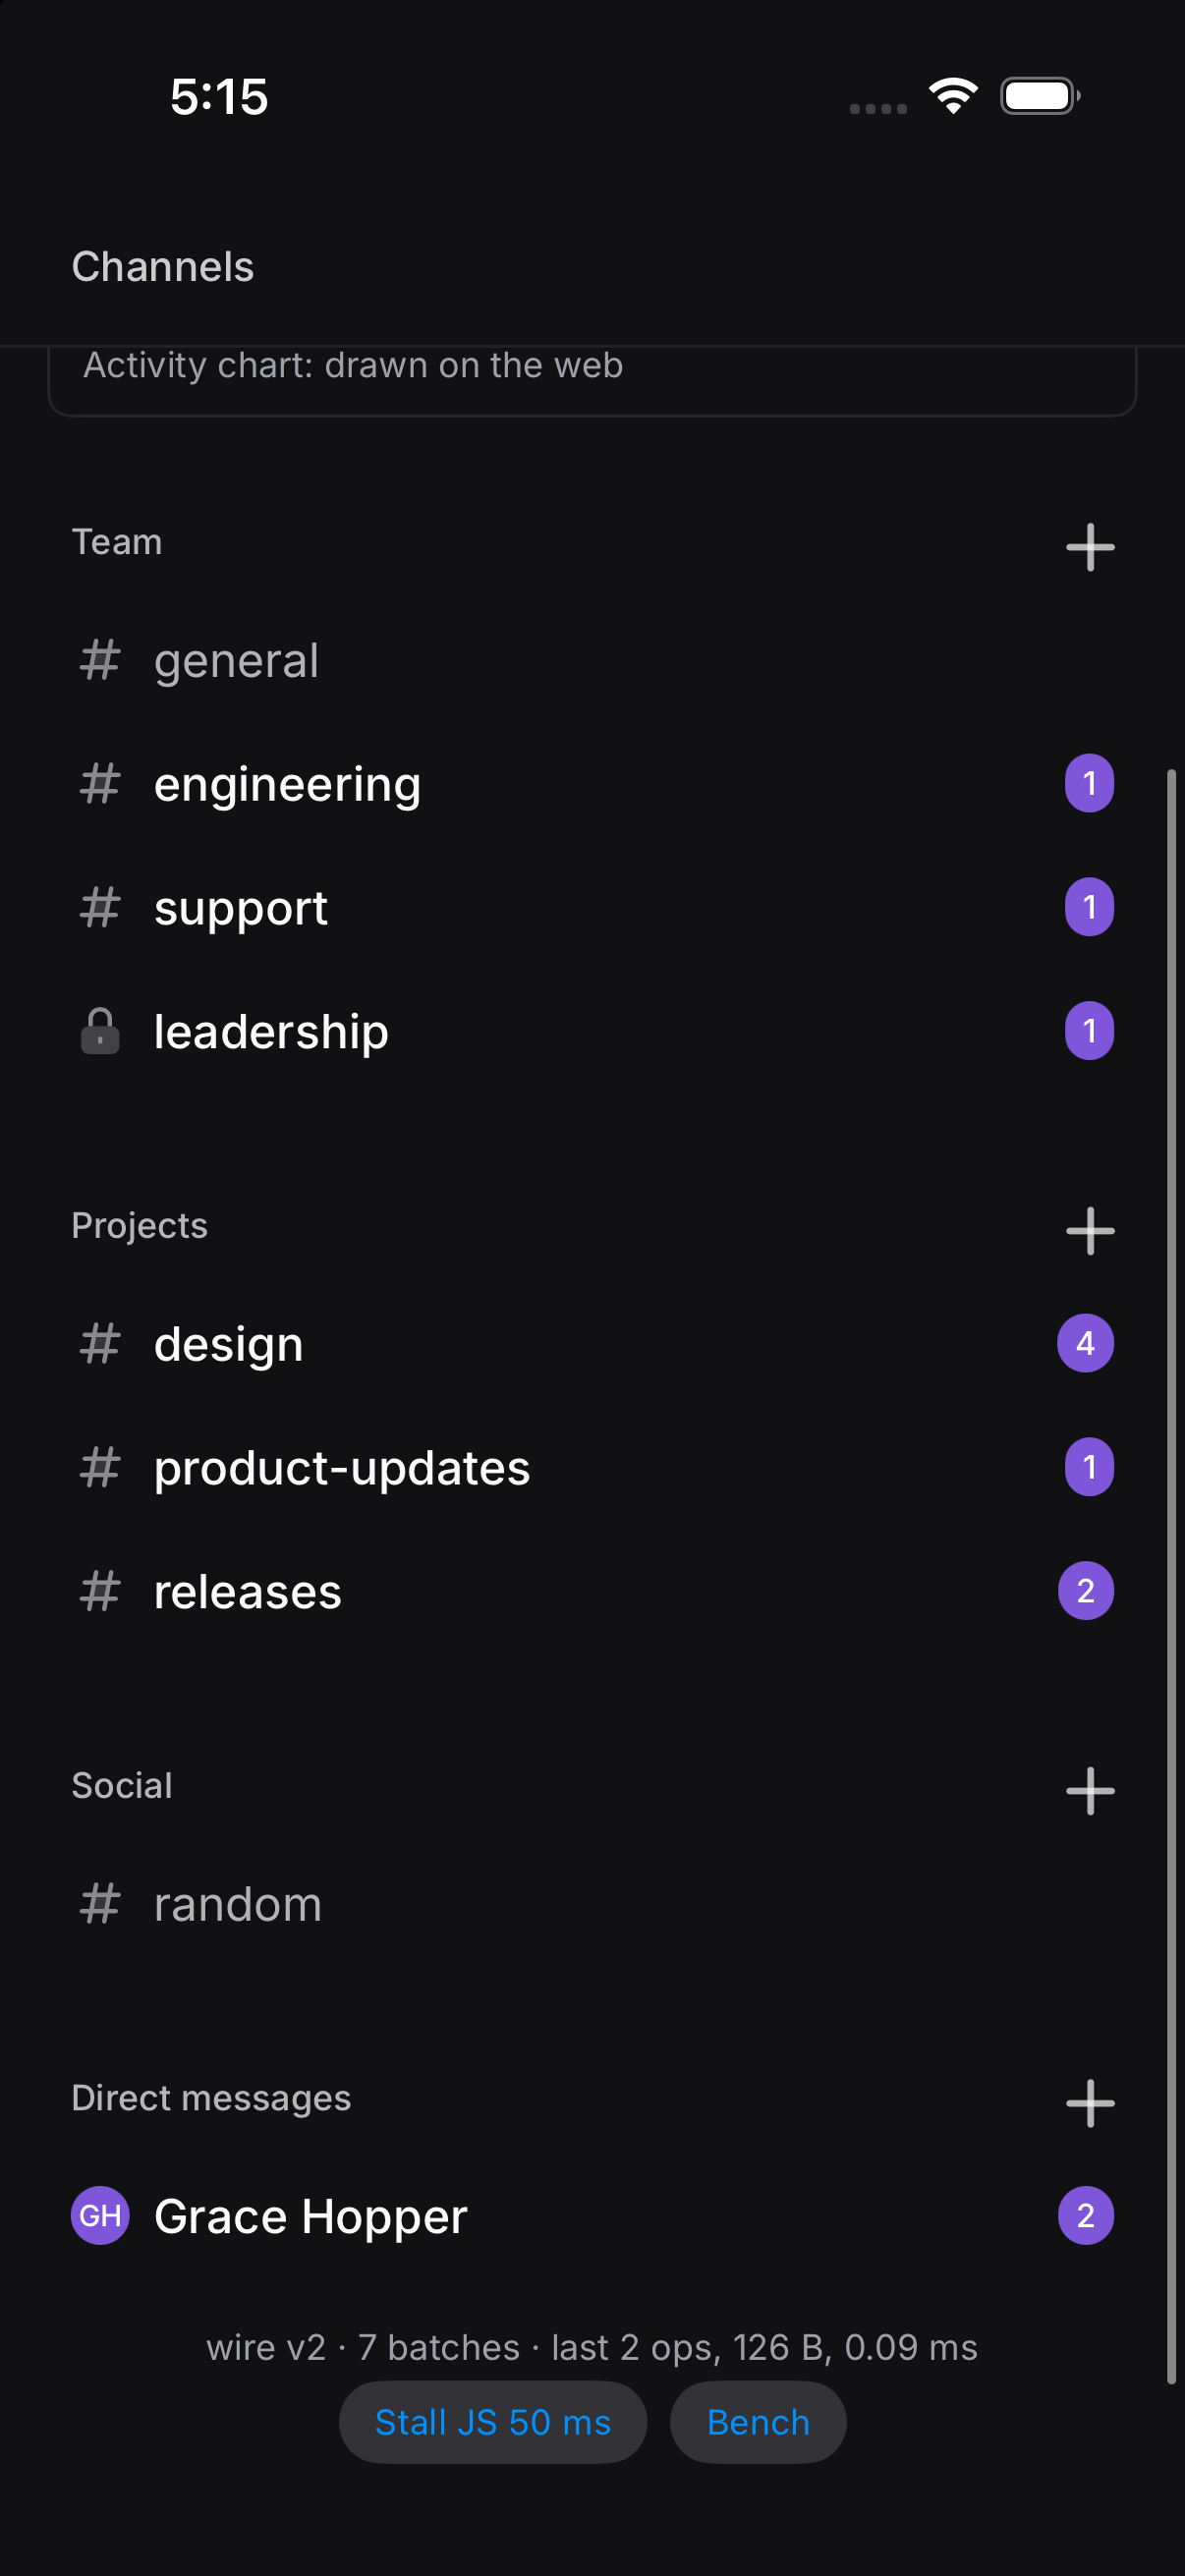 5:15
Channels
Activity chart: drawn on the web
Team
# general
# engineering 1
# support 1
leadership 1
Projects
# design 4
# product-updates 1
# releases 2
Social
# random
Direct messages
GH Grace Hopper 2
wire v2 · 7 batches · last 2 ops, 126 B, 0.09 ms
Stall JS 50 ms Bench